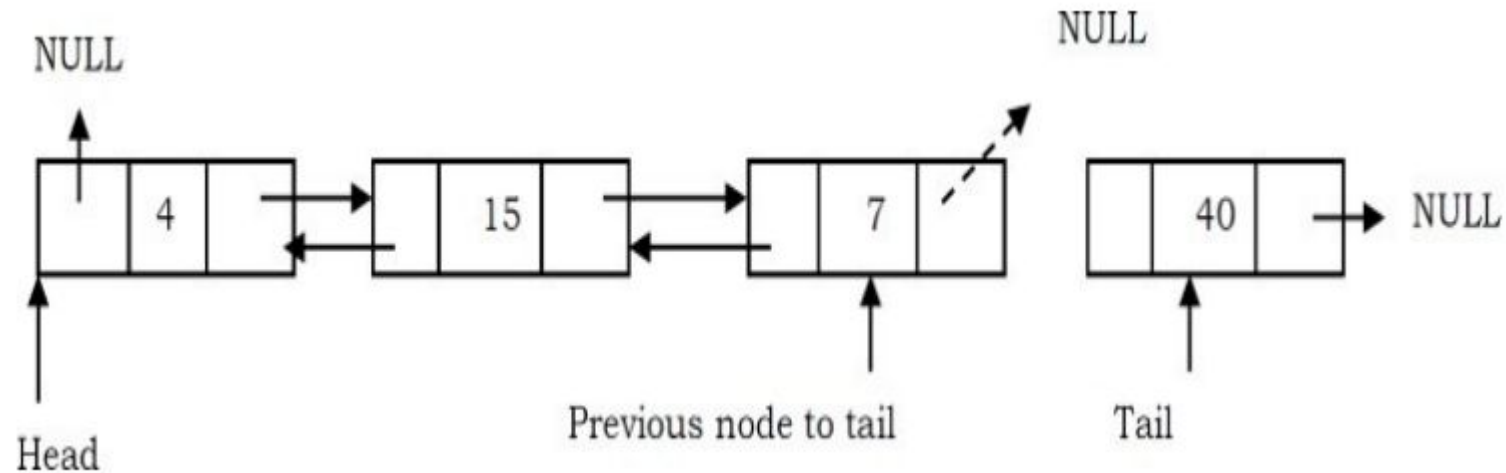 NULL
NULL
4
15
7
40
NULL
Previous node to tail
Tail
Head